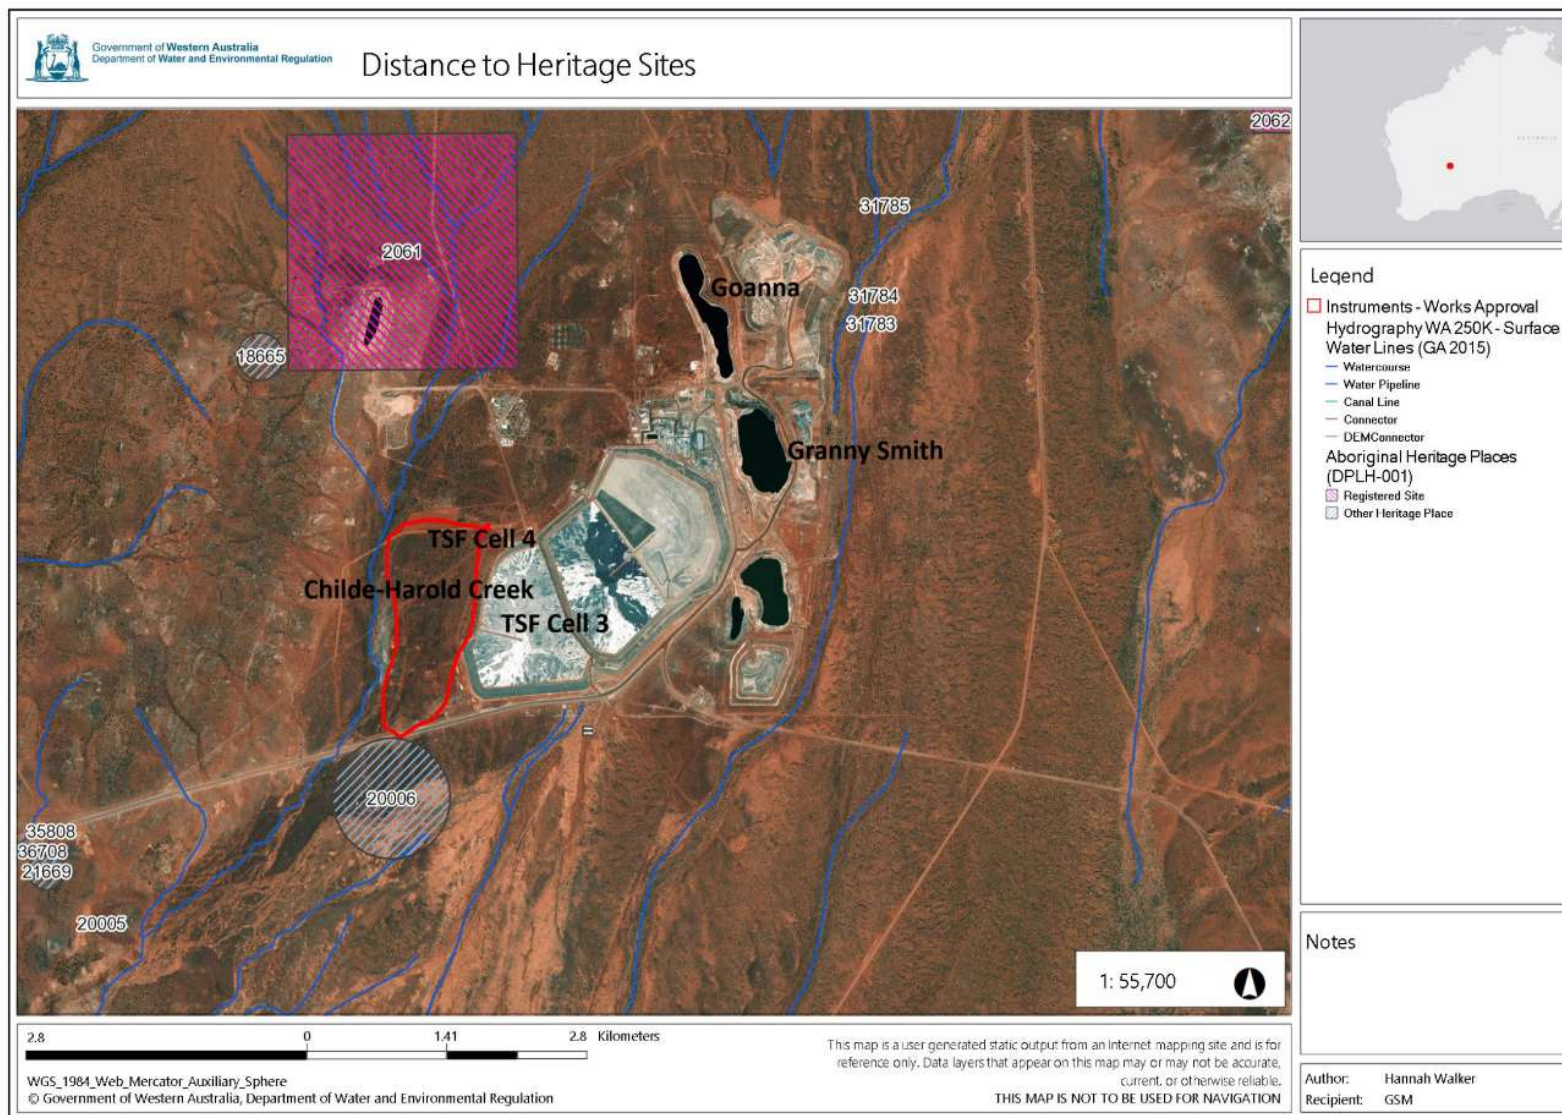 Government of Western Australia
Department of Water and Environmental Regulation
Distance to Heritage Sites
2062
31785
2061
Goanna
31784
31783
18665
Granny Smith
TSF Cell 4
Childe-Harold Creek
TSF Cell 3
20006
35808
36708
21669
20005
1: 55,700
Legend
Instruments - Works Approval
Hydrography WA 250K - Surface
Water Lines (GA 2015)
Watercourse
Water Pipeline
Canal Line
Connector
DEMConnector
Aboriginal Heritage Places
(DPLH-001)
Registered Site
Other Heritage Place
Notes
2.8 0 1.41 2.8 Kilometers
WGS_1984_Web_Mercator_Auxiliary_Sphere
© Government of Western Australia, Department of Water and Environmental Regulation
This map is a user generated static output from an Internet mapping site and is for
reference only. Data layers that appear on this map may or may not be accurate,
current, or otherwise reliable.
THIS MAP IS NOT TO BE USED FOR NAVIGATION
Author: Hannah Walker
Recipient: GSM